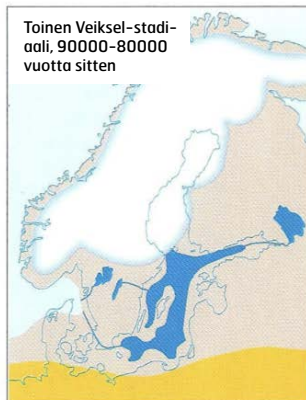 Toinen Veiksel-stadi-
aali, 90000-80000
vuotta sitten